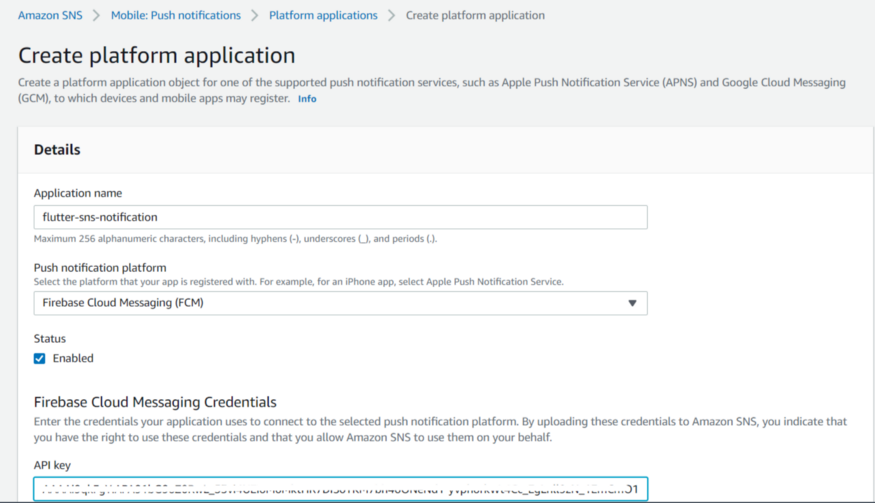 Amazon SNS > Mobile: Push notifications > Platform applications > Create platform application
Create platform application
Create a platform application object for one of the supported push notification services, such as Apple Push Notification Service (APNS) and Google Cloud Messaging
(GCM), to which devices and mobile apps may register. Info
Details
Application name
flutter-sns-notification
Maximum 256 alphanumeric characters, including hyphens (-), underscores (_), and periods (.).
Push notification platform
Select the platform that your app is registered with. For example, for an iPhone app, select Apple Push Notification Service.
Firebase Cloud Messaging (FCM)
Status
Enabled
Firebase Cloud Messaging Credentials
Enter the credentials your application uses to connect to the selected push notification platform. By uploading these credentials to Amazon SNS, you indicate that
you have the right to use these credentials and that you allow Amazon SNS to use them on your behalf.
API key